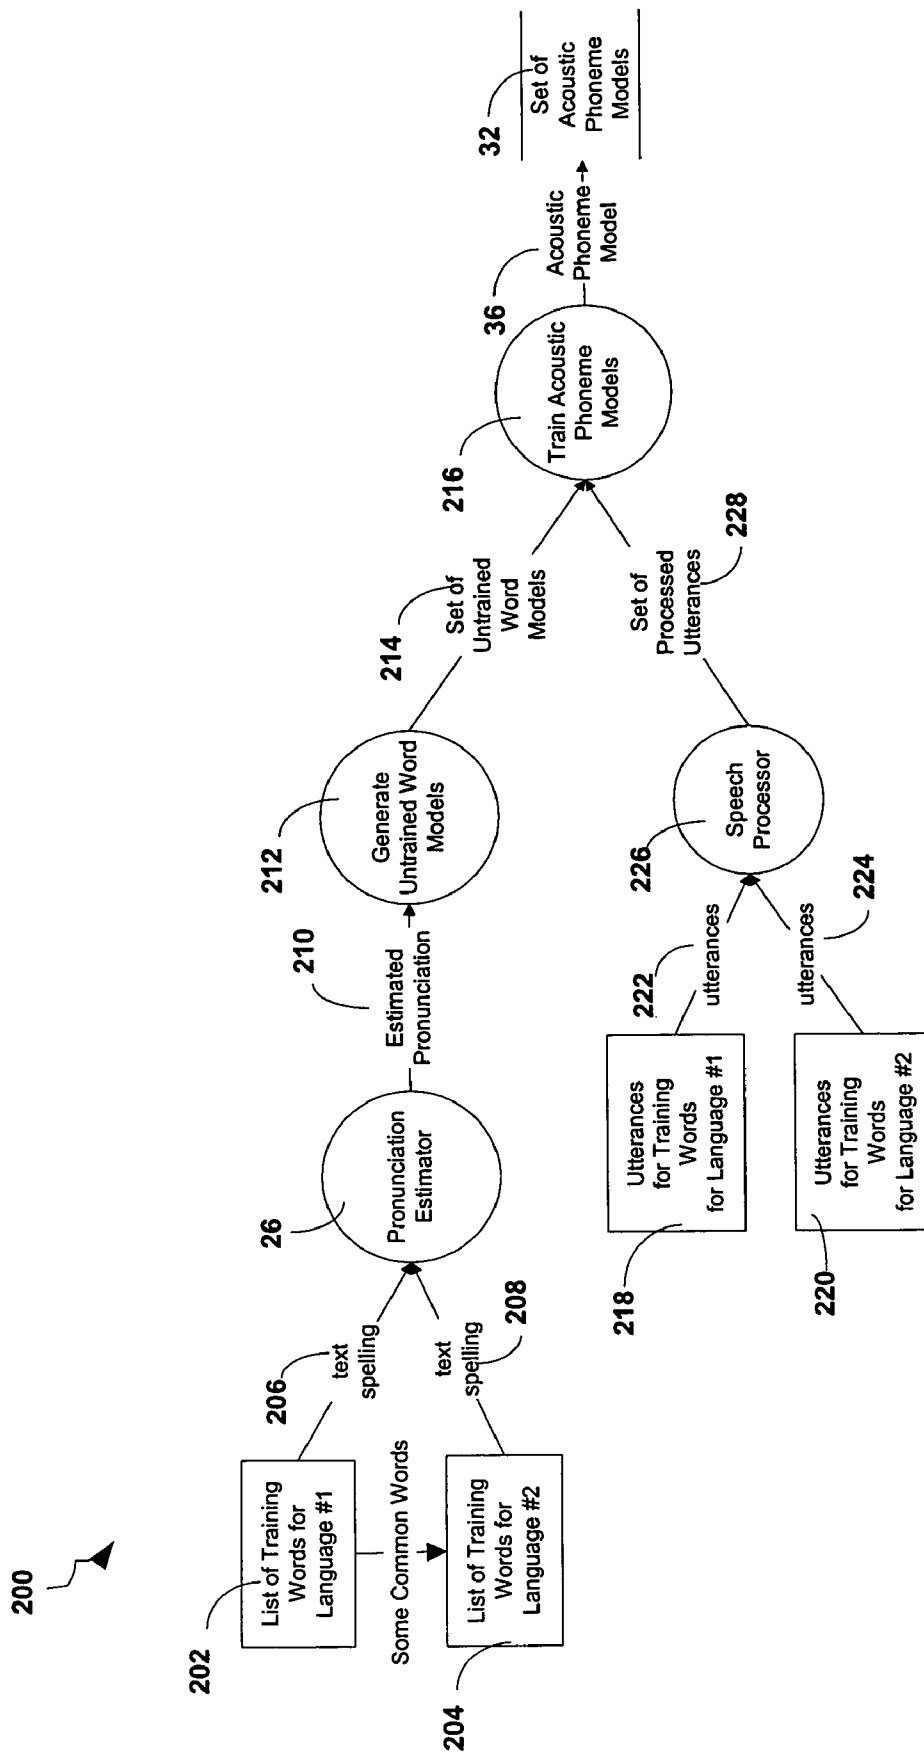 200
202
List of Training
Words for
Language #1
Some Common Words
204
List of Training
Words for
Language #2
206
text
spelling
208
text
spelling
26
Pronunciation
Estimator
210
Estimated
Pronunciation
212
Generate
Untrained Word
Models
214
Set of
Untrained
Word
Models
218
Utterances
for Training
Words
for Language #1
220
Utterances
for Training
Words
for Language #2
222
utterances
224
utterances
226
Speech
Processor
228
Set of
Processed
Utterances
216
Train Acoustic
Phoneme
Models
36
Acoustic
Phoneme
Model
32
Set of
Acoustic
Phoneme
Models